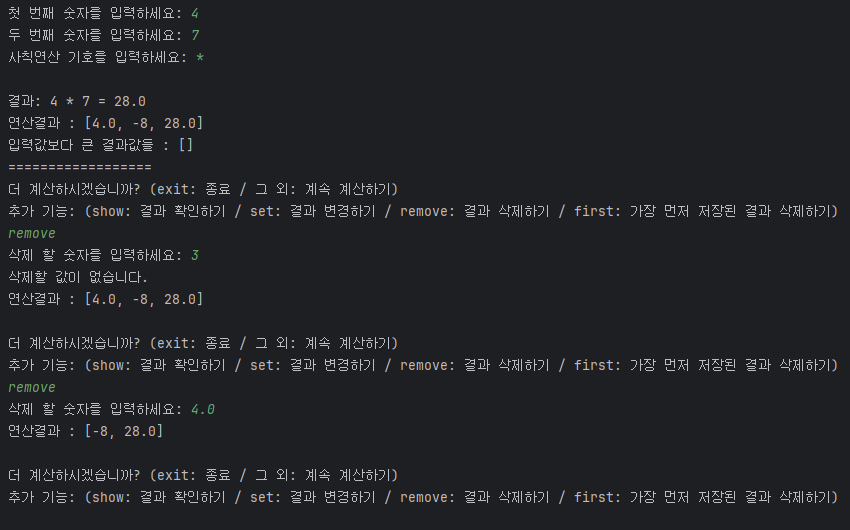 첫 번째 숫자를 입력하세요: 4
두 번째 숫자를 입력하세요: 7
사칙연산 기호를 입력하세요: *
결과: 4 * 7 = 28.0
연산결과 : [4.0, -8, 28.0]
입력값보다 큰 결과값들 : []
==================
더 계산하시겠습니까? (exit: 종료 / 그 외: 계속 계산하기)
추가 기능: (show: 결과 확인하기 / set: 결과 변경하기 / remove: 결과 삭제하기 / first: 가장 먼저 저장된 결과 삭제하기)
remove
삭제 할 숫자를 입력하세요: 3
삭제할 값이 없습니다.
연산결과 : [4.0, -8, 28.0]
더 계산하시겠습니까? (exit: 종료 / 그 외: 계속 계산하기)
추가 기능: (show: 결과 확인하기 / set: 결과 변경하기 / remove: 결과 삭제하기 / first: 가장 먼저 저장된 결과 삭제하기)
remove
삭제 할 숫자를 입력하세요: 4.0
연산결과 : [-8, 28.0]
더 계산하시겠습니까? (exit: 종료 / 그 외: 계속 계산하기)
추가 기능: (show: 결과 확인하기 / set: 결과 변경하기 / remove: 결과 삭제하기 / first: 가장 먼저 저장된 결과 삭제하기)